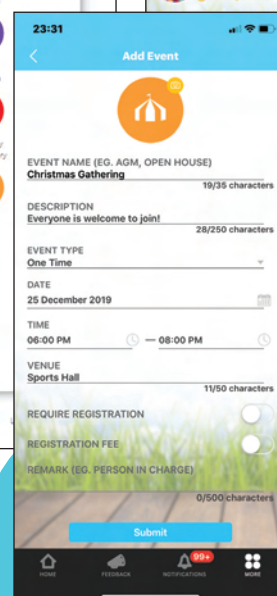 23:31
Add Event
EVENT NAME (EG. AGM, OPEN HOUSE)
Christmas Gathering
19/35 characters
DESCRIPTION
Everyone is welcome to join!
28/250 characters
EVENT TYPE
One Time
DATE
25 December 2019
TIME
06:00 PM — 08:00 PM
VENUE
Sports Hall
11/50 characters
REQUIRE REGISTRATION
REGISTRATION FEE
REMARK (EG. PERSON IN CHARGE)
0/500 characters
Submit
99+
HOME FEEDBACK NOTIFICATIONS MORE